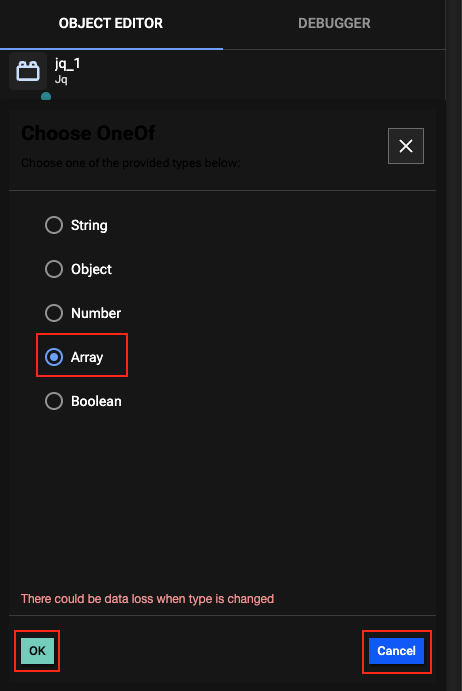 OBJECT EDITOR
DEBUGGER
jq_1
Jq
Choose OneOf
Choose one of the provided types below:
String
Object
Number
Array
Boolean
There could be data loss when type is changed
OK
Cancel